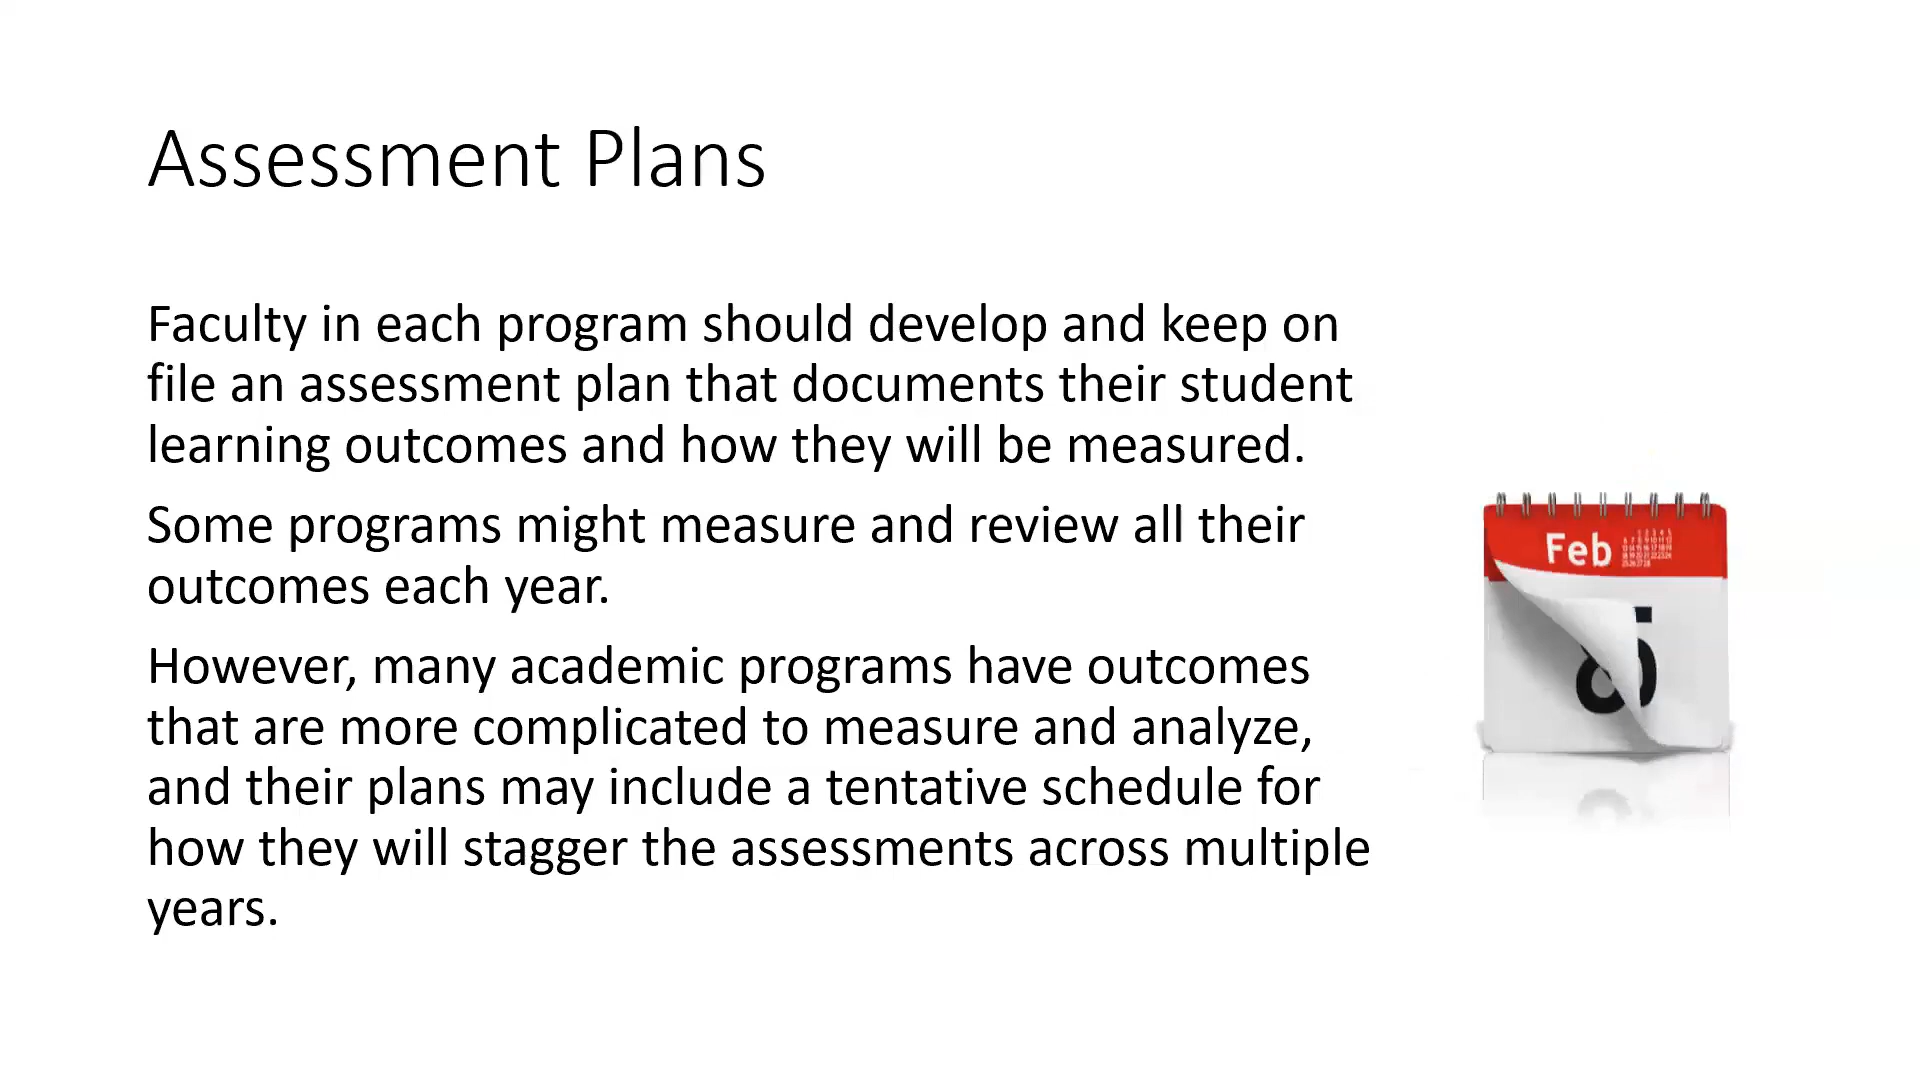 Assessment Plans
Faculty in each program should develop and keep on
file an assessment plan that documents their student
learning outcomes and how they will be measured.
Some programs might measure and review all their
outcomes each year.
However, many academic programs have outcomes
that are more complicated to measure and analyze,
and their plans may include a tentative schedule for
how they will stagger the assessments across multiple
years.
Feb